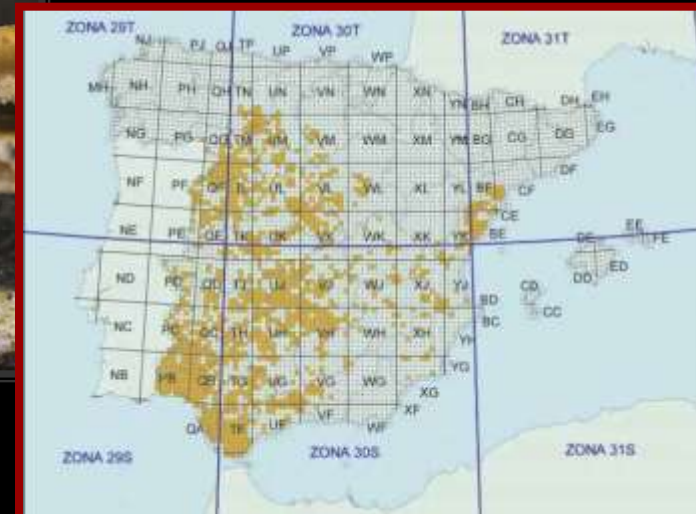 ZONA 29T ZONA 30T ZONA 31T
NJ PJ QJ TP UP VP WP
MH NH PH QH TN UN VN WN XN YN BH CH DH EH
NG PG QG TM UM VM WM XM YM BG CG DG EG
NF PF QF TL UL VL WL XL YL BF CF DF
NE PE QE TK UK VK WK XK YK BE CE DE EE FE
ND PD QD TJ UJ VJ WJ XJ YJ BD CD DD ED
NC PC QC TH UH VH WH XH YH BC CC
NB PB QB TG UG VG WG XG YG
QA TF UF VF WF XF
ZONA 29S ZONA 30S ZONA 31S